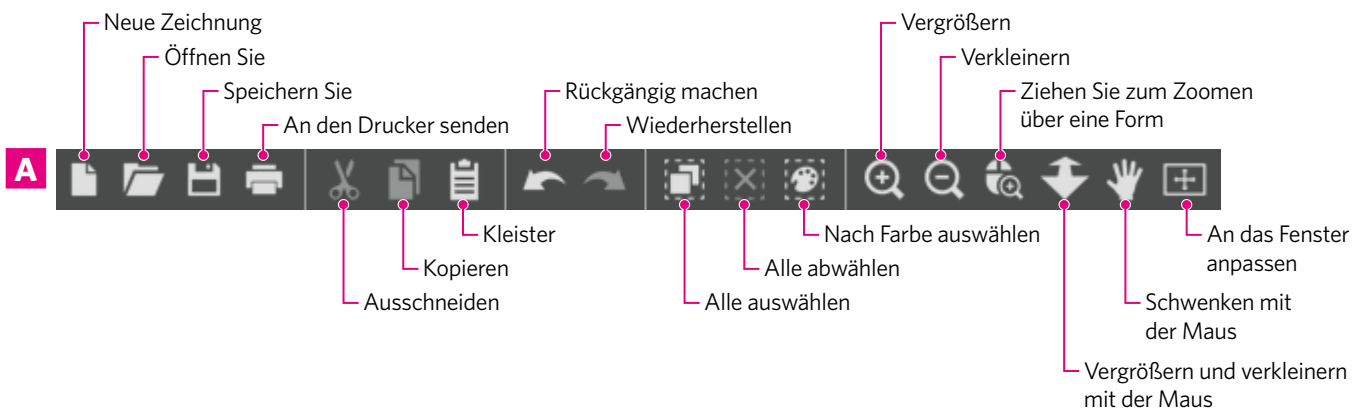 Neue Zeichnung
Öffnen Sie
Speichern Sie
An den Drucker senden
Rückgängig machen
Wiederherstellen
Vergrößern
Verkleinern
Ziehen Sie zum Zoomen
über eine Form
A
Kleister
Kopieren
Ausschneiden
Nach Farbe auswählen
Alle abwählen
Alle auswählen
An das Fenster
anpassen
Schwenken mit
der Maus
Vergrößern und verkleinern
mit der Maus